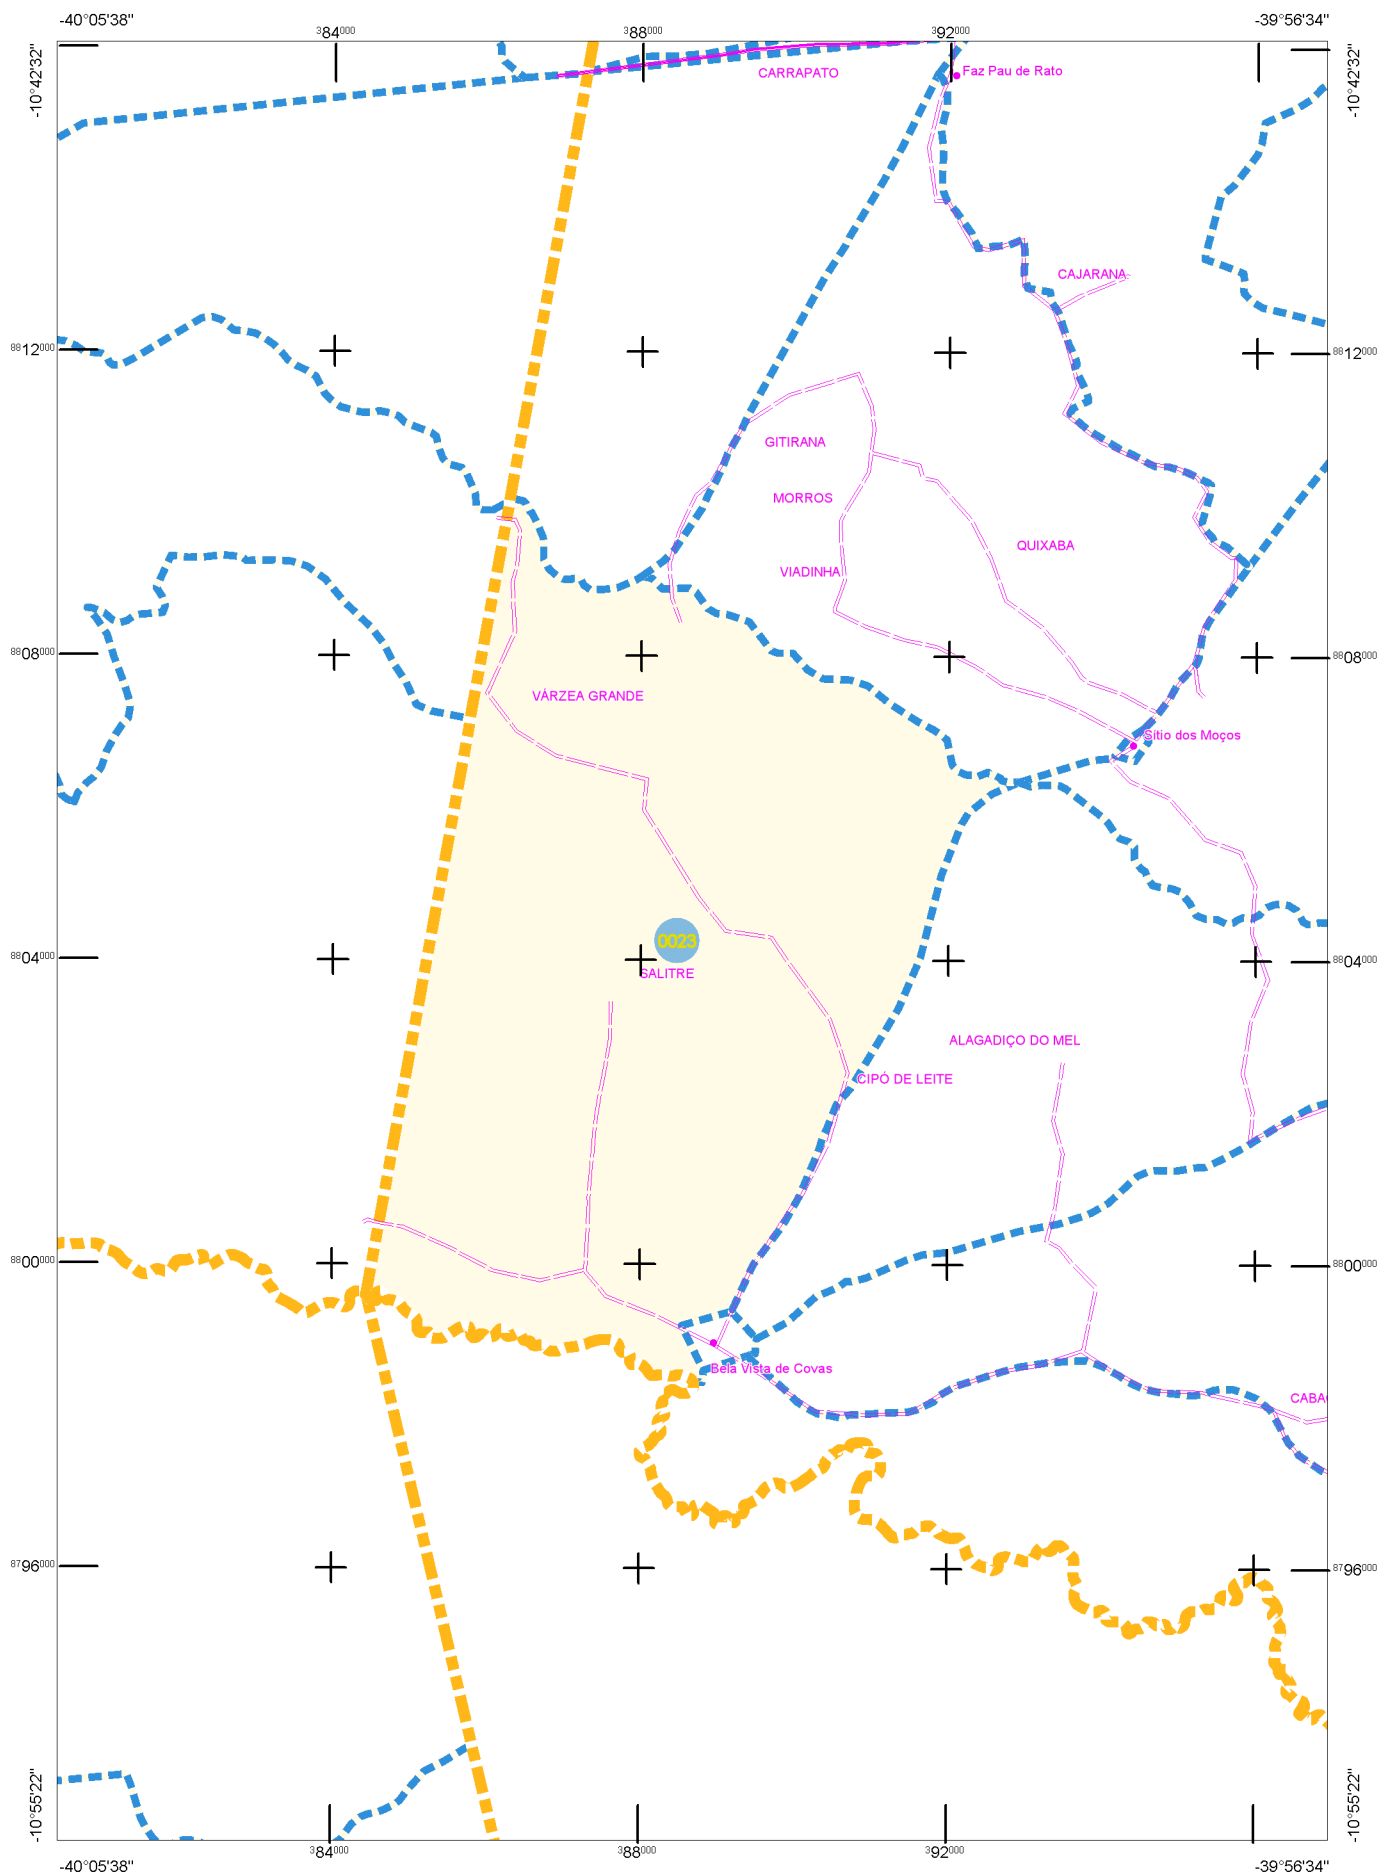 -40°05'38"
-39°56'34"
384000
388000
392000
-10°42'32"
-10°42'32"
CARRAPATO
Faz Pau de Rato
CAJARANA
8812000
8812000
GITIRANA
MORROS
QUIXABA
VIADINHA
8808000
8808000
VÁRZEA GRANDE
Sítio dos Moços
0023
8804000
8804000
SALITRE
ALAGADIÇO DO MEL
CIPÓ DE LEITE
8800000
8800000
Bela Vista de Covas
CABA
8796000
8796000
-10°55'22"
-10°55'22"
384000
388000
392000
-40°05'38"
-39°56'34"